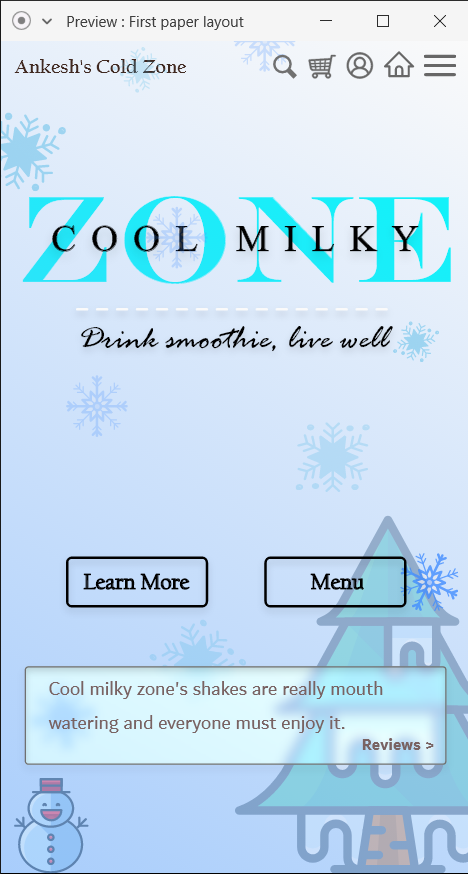 Preview : First paper layout
Ankesh's Cold Zone
ZONE
COOL MILKY
Drink smoothie, live well
Learn More
Menu
Cool milky zone's shakes are really mouth
watering and everyone must enjoy it.
Reviews >